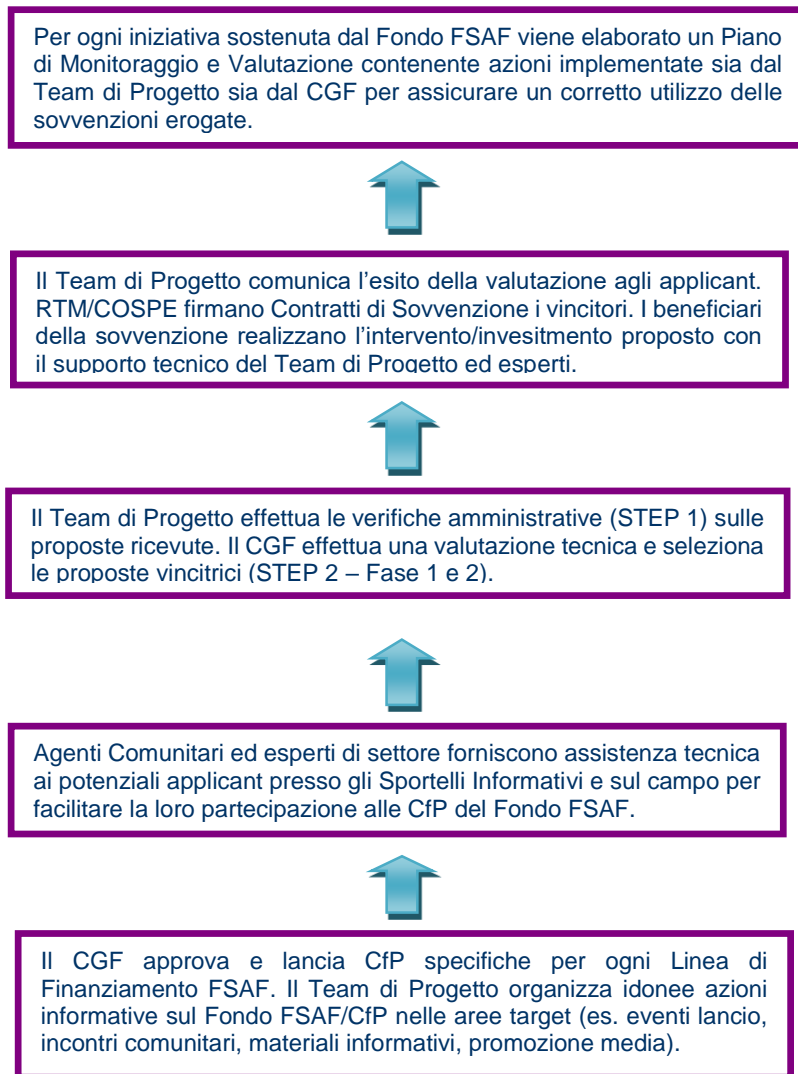 Per ogni iniziativa sostenuta dal Fondo FSAF viene elaborato un Piano
di Monitoraggio e Valutazione contenente azioni implementate sia dal
Team di Progetto sia dal CGF per assicurare un corretto utilizzo delle
sovvenzioni erogate.
Il Team di Progetto comunica l'esito della valutazione agli applicant.
RTM/COSPE firmano Contratti di Sovvenzione i vincitori. I beneficiari
della sovvenzione realizzano l'intervento/invesitmento proposto con
il supporto tecnico del Team di Progetto ed esperti.
Il Team di Progetto effettua le verifiche amministrative (STEP 1) sulle
proposte ricevute. Il CGF effettua una valutazione tecnica e seleziona
le proposte vincitrici (STEP 2 – Fase 1 e 2).
Agenti Comunitari ed esperti di settore forniscono assistenza tecnica
ai potenziali applicant presso gli Sportelli Informativi e sul campo per
facilitare la loro partecipazione alle CfP del Fondo FSAF.
Il CGF approva e lancia CfP specifiche per ogni Linea di
Finanziamento FSAF. Il Team di Progetto organizza idonee azioni
informative sul Fondo FSAF/CfP nelle aree target (es. eventi lancio,
incontri comunitari, materiali informativi, promozione media).